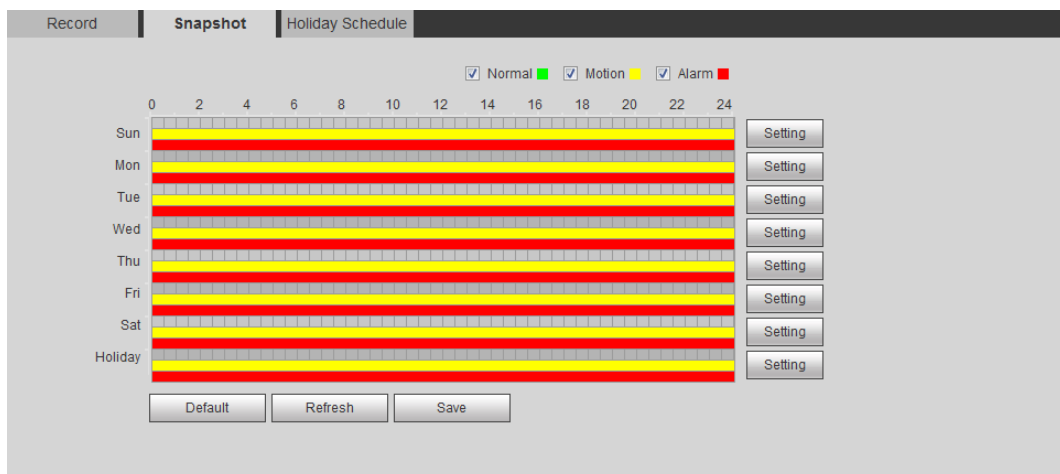 Record Snapshot Holiday Schedule
Normal Motion Alarm
0 2 4 6 8 10 12 14 16 18 20 22 24
Sun Setting
Mon Setting
Tue Setting
Wed Setting
Thu Setting
Fri Setting
Sat Setting
Holiday Setting
Default Refresh Save